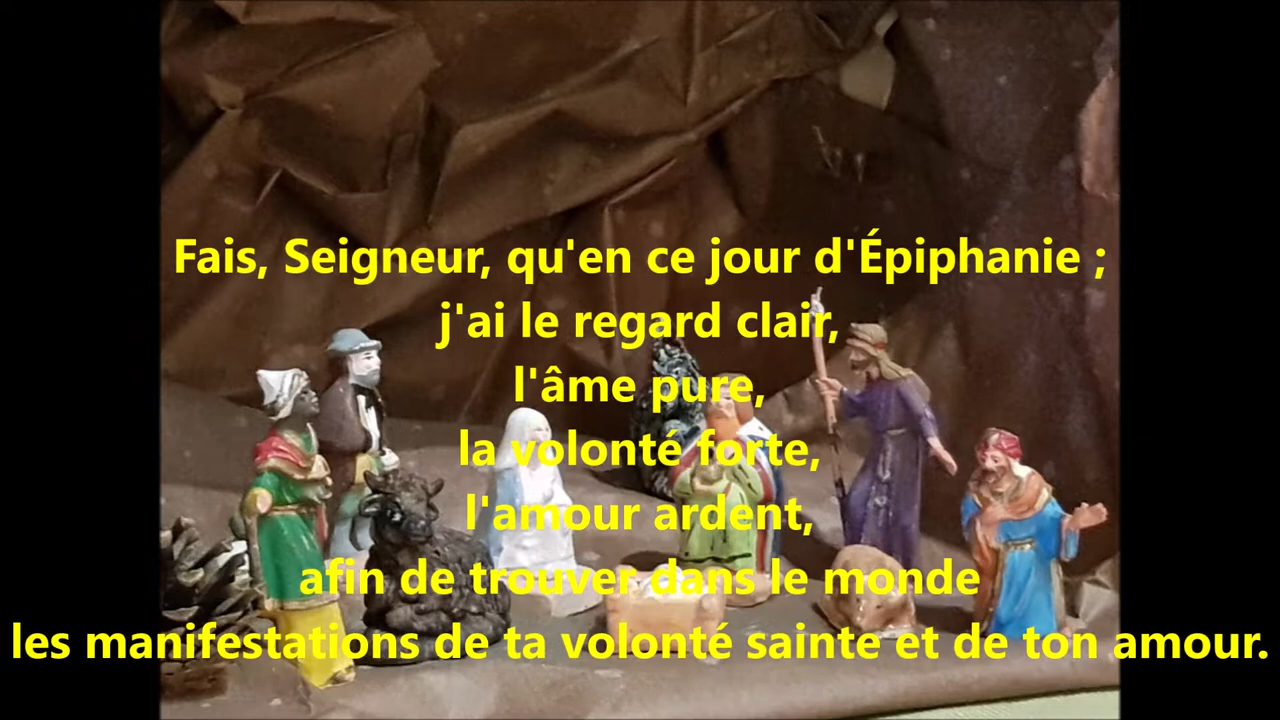 Fais, Seigneur, qu'en ce jour d'Épiphanie ;
j'ai le regard clair,
l'âme pure,
la volonté forte,
l'amour ardent,
afin de trouver dans le monde
les manifestations de ta volonté sainte et de ton amour.